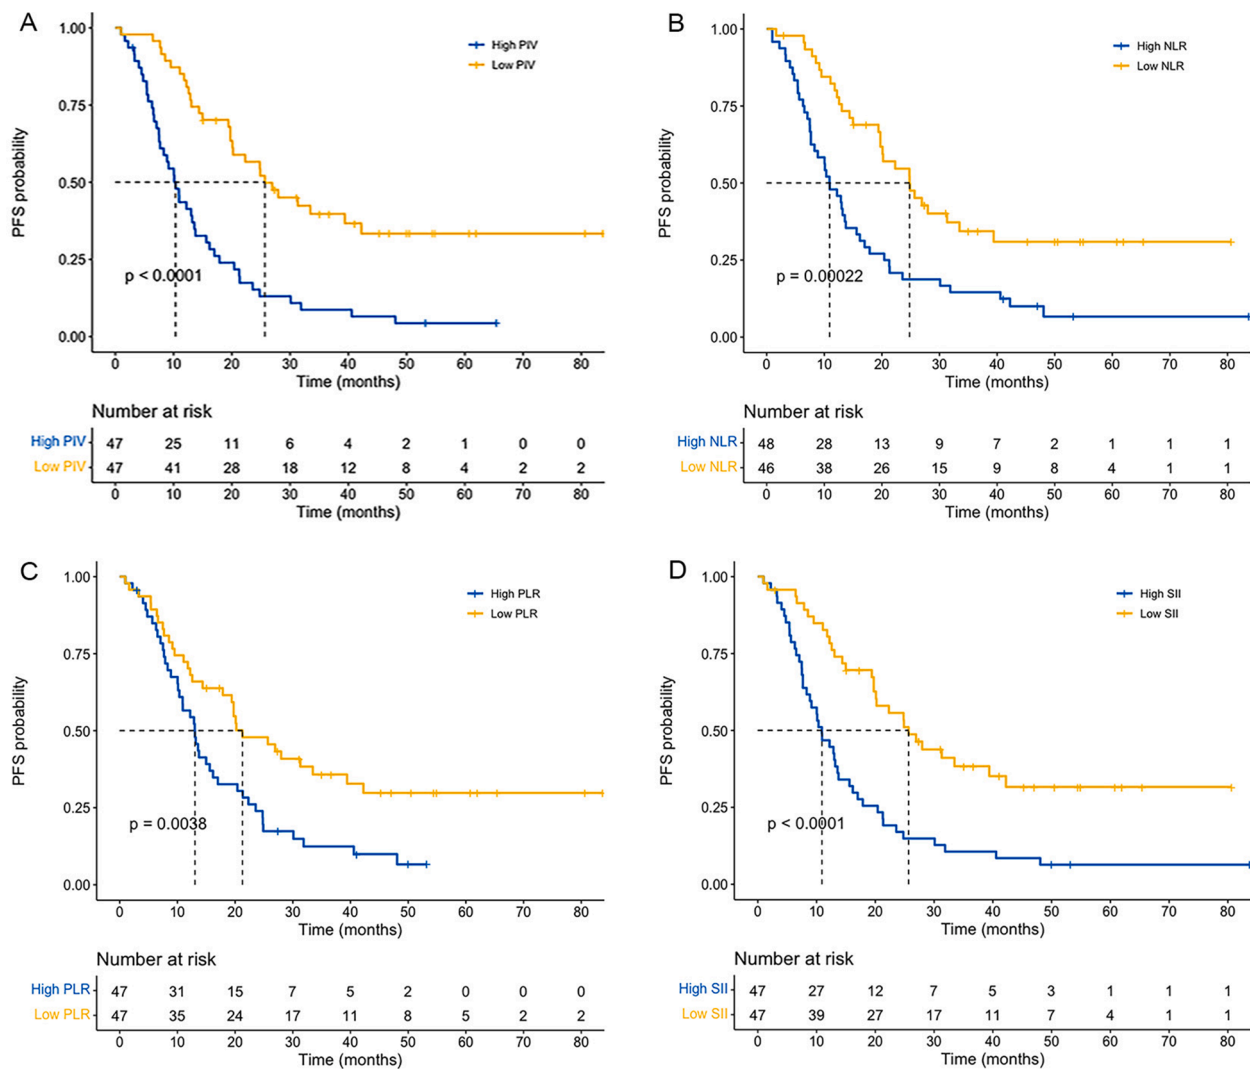 A
1.00
0.75
0.50
0.25
0.00
PFS probability
High PIV
Low PIV
p < 0.0001
0 10 20 30 40 50 60 70 80
Time (months)
Number at risk
High PIV 47 25 11 6 4 2 1 0 0
Low PIV 47 41 28 18 12 8 4 2 2
0 10 20 30 40 50 60 70 80
Time (months)
B
1.00
0.75
0.50
0.25
0.00
PFS probability
High NLR
Low NLR
p = 0.00022
0 10 20 30 40 50 60 70 80
Time (months)
Number at risk
High NLR 48 28 13 9 7 2 1 1 1
Low NLR 46 38 26 15 9 8 4 1 1
0 10 20 30 40 50 60 70 80
Time (months)
C
1.00
0.75
0.50
0.25
0.00
PFS probability
High PLR
Low PLR
p = 0.0038
0 10 20 30 40 50 60 70 80
Time (months)
Number at risk
High PLR 47 31 15 7 5 2 0 0 0
Low PLR 47 35 24 17 11 8 5 2 2
0 10 20 30 40 50 60 70 80
Time (months)
D
1.00
0.75
0.50
0.25
0.00
PFS probability
High SII
Low SII
p < 0.0001
0 10 20 30 40 50 60 70 80
Time (months)
Number at risk
High SII 47 27 12 7 5 3 1 1 1
Low SII 47 39 27 17 11 7 4 1 1
0 10 20 30 40 50 60 70 80
Time (months)